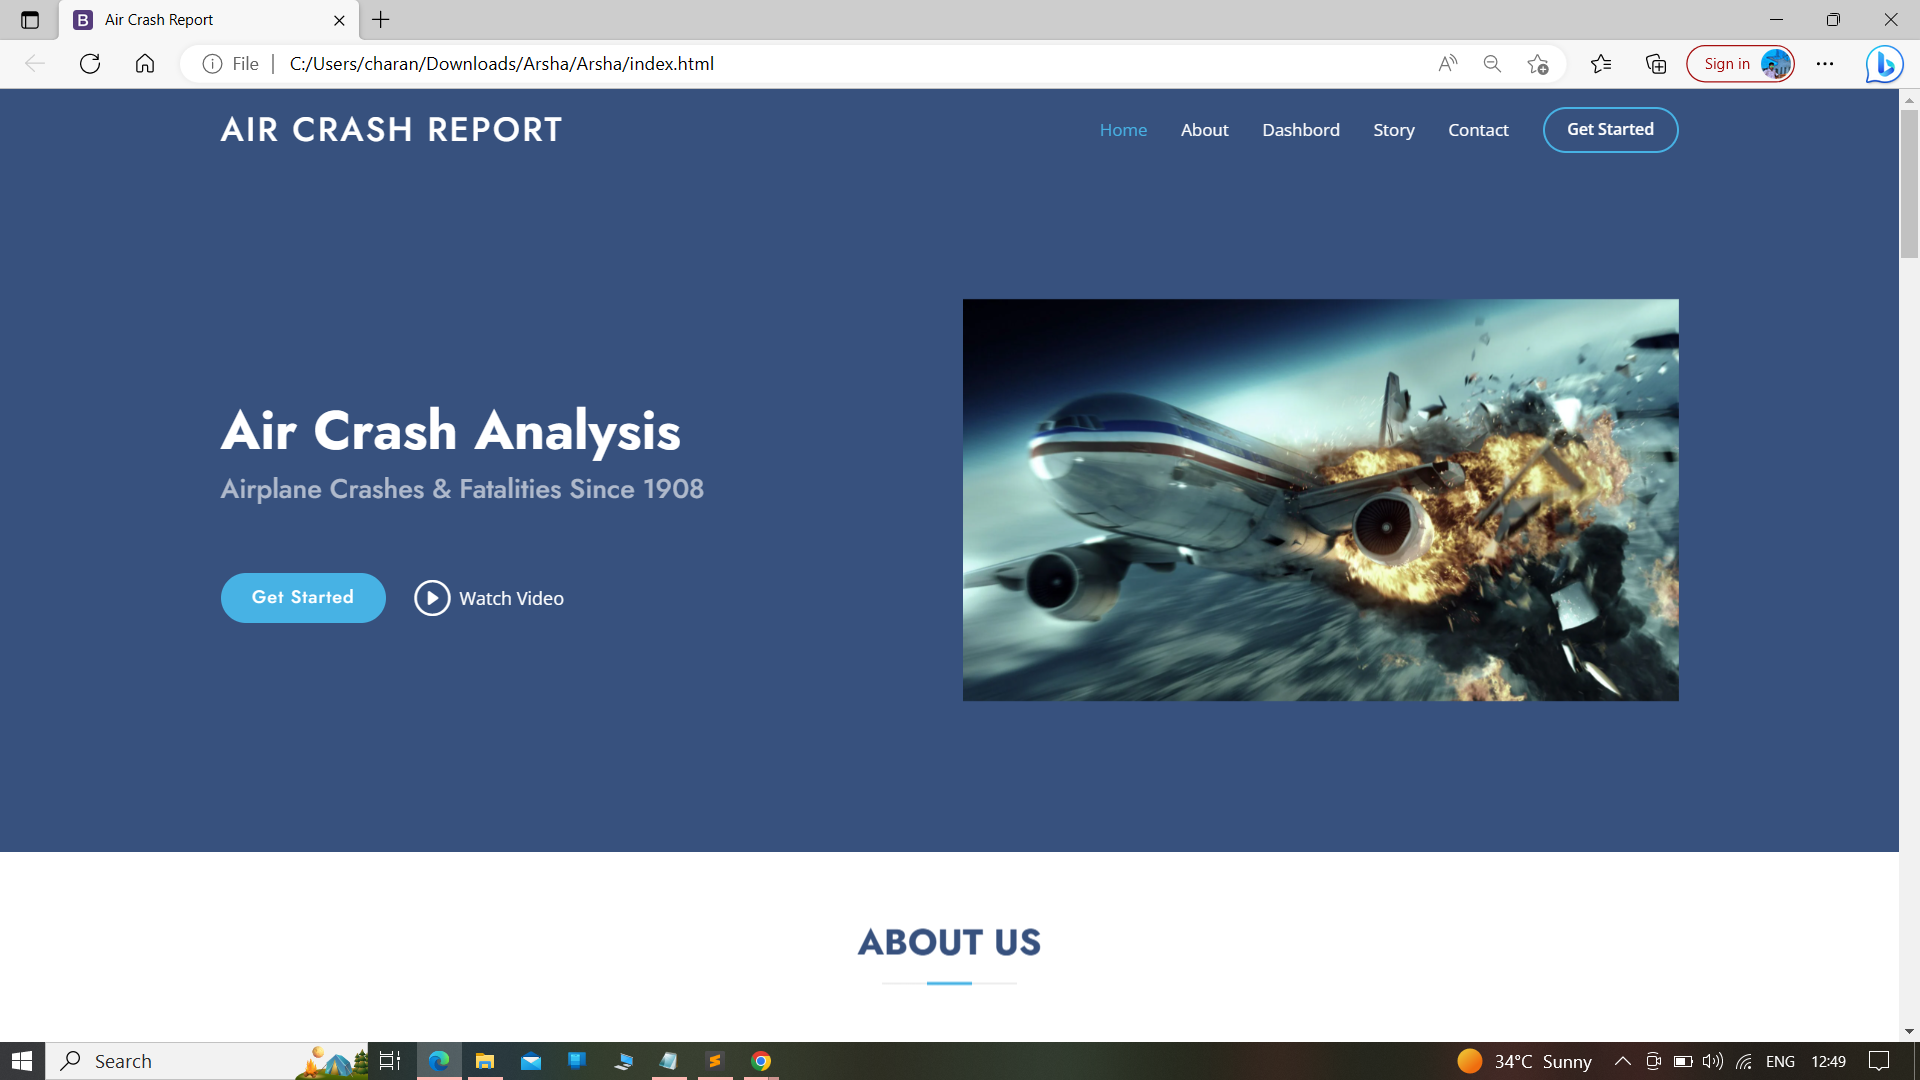 Air Crash Report
File
C:/Users/charan/Downloads/Arsha/Arsha/index.html
Sign in
AIR CRASH REPORT
Home About Dashbord Story Contact Get Started
Air Crash Analysis
Airplane Crashes & Fatalities Since 1908
Get Started Watch Video
ABOUT US
Search
34°C Sunny
ENG
12:49